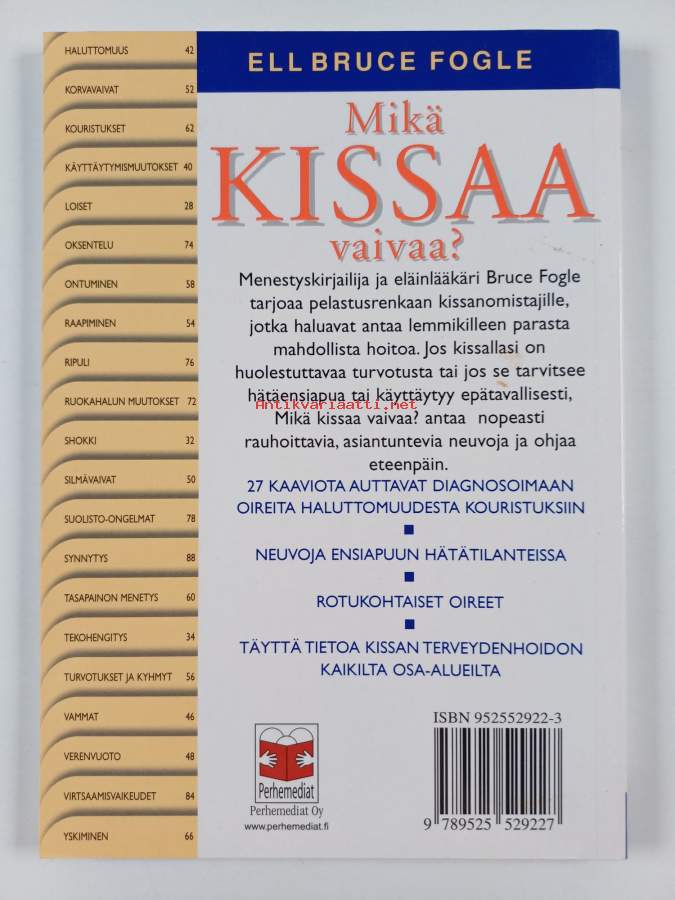 HALUTTOMUUS 42
KORVAVAIVAT 52
KOURISTUKSET 62
KÄYTTÄYTYMISMUUTOKSET 40
LOISET 28
OKSENTELU 74
ONTUMINEN 58
RAAPIMINEN 54
RIPULI 76
RUOKAHALUN MUUTOKSET 72
SHOKKI 32
SILMÄVAIVAT 50
SUOLISTO-ONGELMAT 78
SYNNYTYS 88
TASAPAINON MENETYS 60
TEKOHENGITYS 34
TURVOTUKSET JA KYHMYT 56
VAMMAT 46
VERENVUOTO 48
VIRTSAAMISVAIKEUDET 84
YSKIMINEN 66
ELL BRUCE FOGLE
Mikä
KISSAA
vaivaa?
Menestyskirjailija ja eläinlääkäri Bruce Fogle
tarjoaa pelastusrenkaan kissanomistajille,
jotka haluavat antaa lemmikilleen parasta
mahdollista hoitoa. Jos kissallasi on
huolestuttavaa turvotusta tai jos se tarvitsee
hätäensiapua tai käyttäytyy epätavallisesti,
Antikvariaatti.net
Mikä kissaa vaivaa? antaa nopeasti
rauhoittavia, asiantuntevia neuvoja ja ohjaa
eteenpäin.
27 KAAVIOTA AUTTAVAT DIAGNOSOIMAAN
OIREITA HALUTTOMUUDESTA KOURISTUKSIIN
NEUVOJA ENSIAPUUN HÄTÄTILANTEISSA
ROTUKOHTAISET OIREET
TÄYTTÄ TIETOA KISSAN TERVEYDENHOIDON
KAIKILTA OSA-ALUEILTA
Perhemediat
Perhemediat Oy
www.perhemediat.fi
ISBN 952552922-3
9 789525 529227